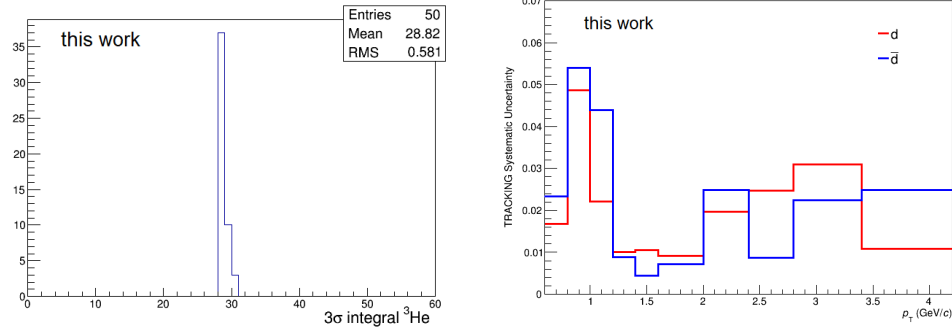 Entries 50
Mean 28.82
RMS 0.581
this work
35
30
25
20
15
10
5
0
0 10 20 30 40 50 60
3σ integral ³He
this work
d
d̅
TRACKING Systematic Uncertainty
0.07
0.06
0.05
0.04
0.03
0.02
0.01
0
1 1.5 2 2.5 3 3.5 4
p_T (GeV/c)